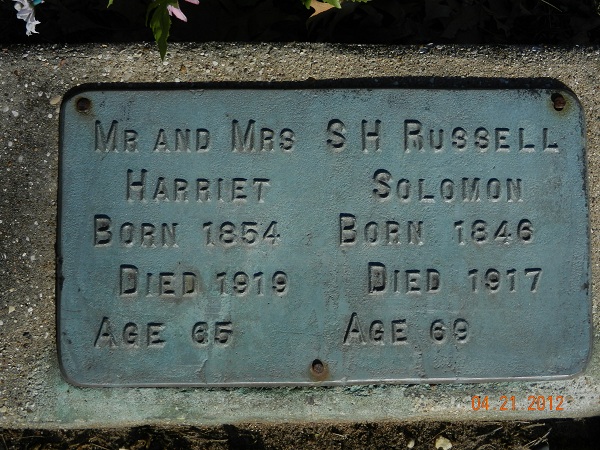 Mr and Mrs S H Russell
Harriet Solomon
Born 1854 Born 1846
Died 1919 Died 1917
Age 65 Age 69
04.21.2012